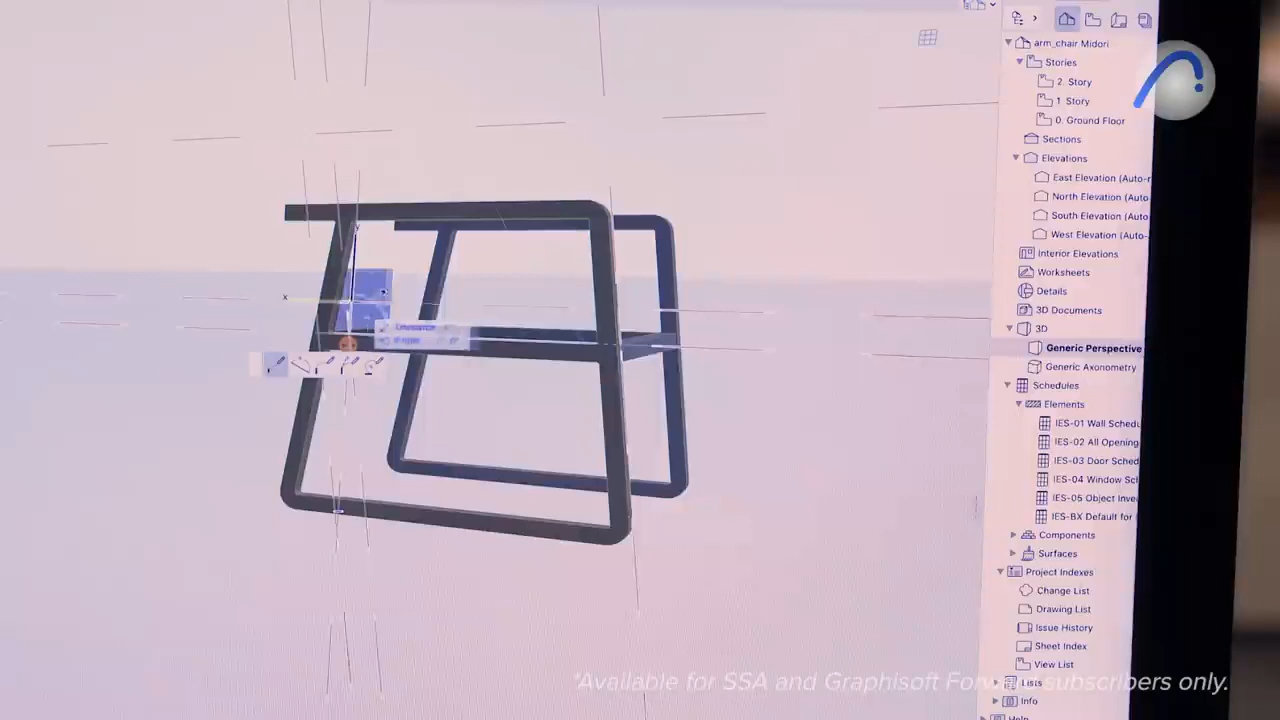 arm_chair Midori
Stories
2. Story
1 Story
0. Ground Floor
Sections
Elevations
East Elevation (Auto-r
North Elevation (Auto
South Elevation (Auto
West Elevation (Auto-
Interior Elevations
Worksheets
Details
3D Documents
3D
x
Generic Perspective
Generic Axonometry
Schedules
Elements
IES-01 Wall Schedu
IES-02 All Opening
IES-03 Door Sched
IES-04 Window Sch
IES-05 Object Inve
IES-BX Default for
Components
Surfaces
Project Indexes
Change List
Drawing List
Issue History
Sheet Index
View List
Lists
Info
Help
*Available for SSA and Graphisoft Forward subscribers only.